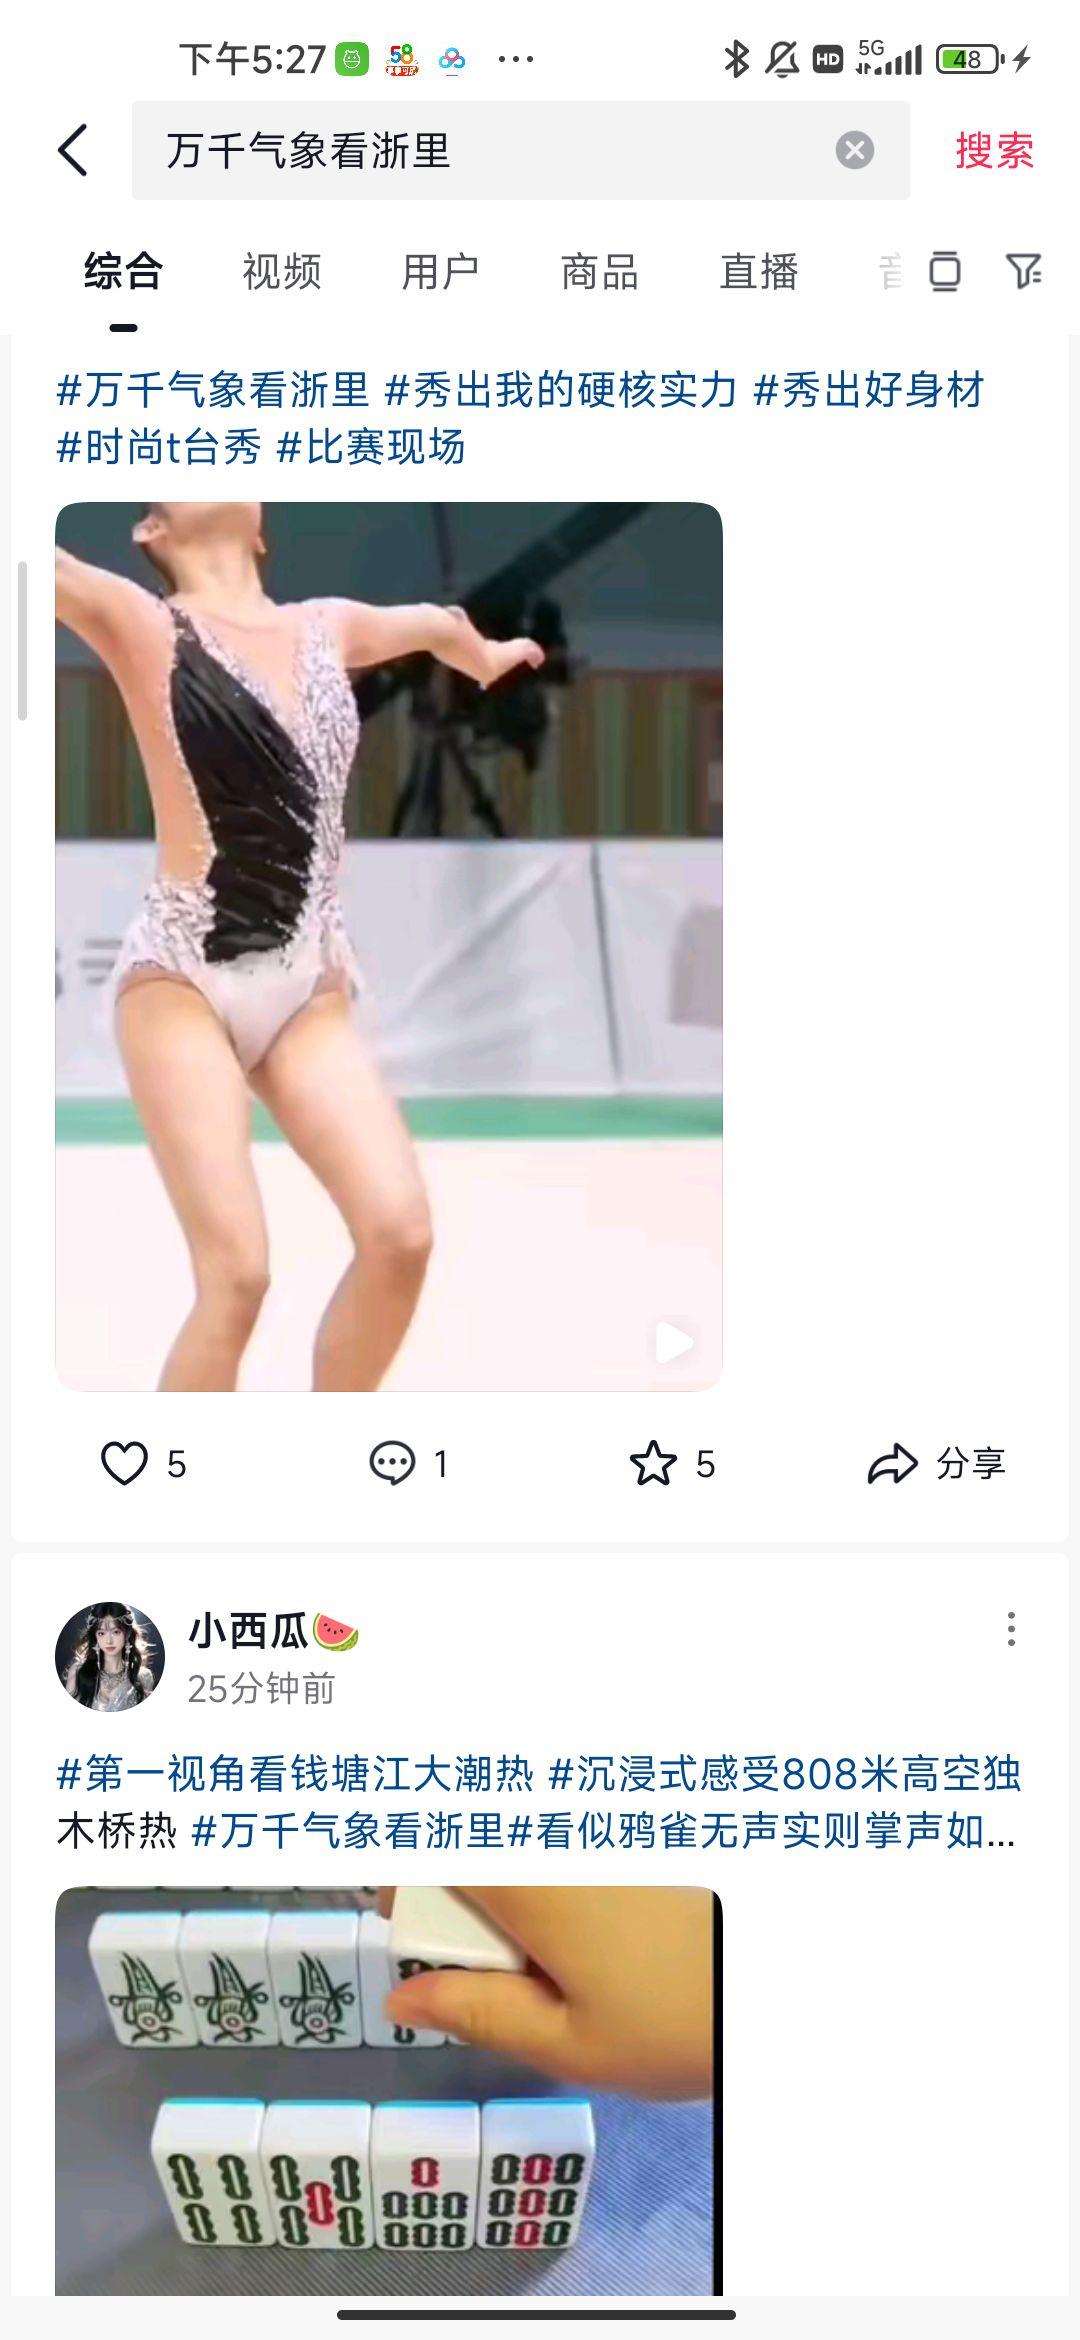 下午5:27
58
HD
5G
48
万千气象看浙里
搜索
综合
视频
用户
商品
直播
#万千气象看浙里 #秀出我的硬核实力 #秀出好身材
#时尚t台秀 #比赛现场
5
1
5
分享
小西瓜🍉
25分钟前
#第一视角看钱塘江大潮热 #沉浸式感受808米高空独
木桥热 #万千气象看浙里#看似鸦雀无声实则掌声如...